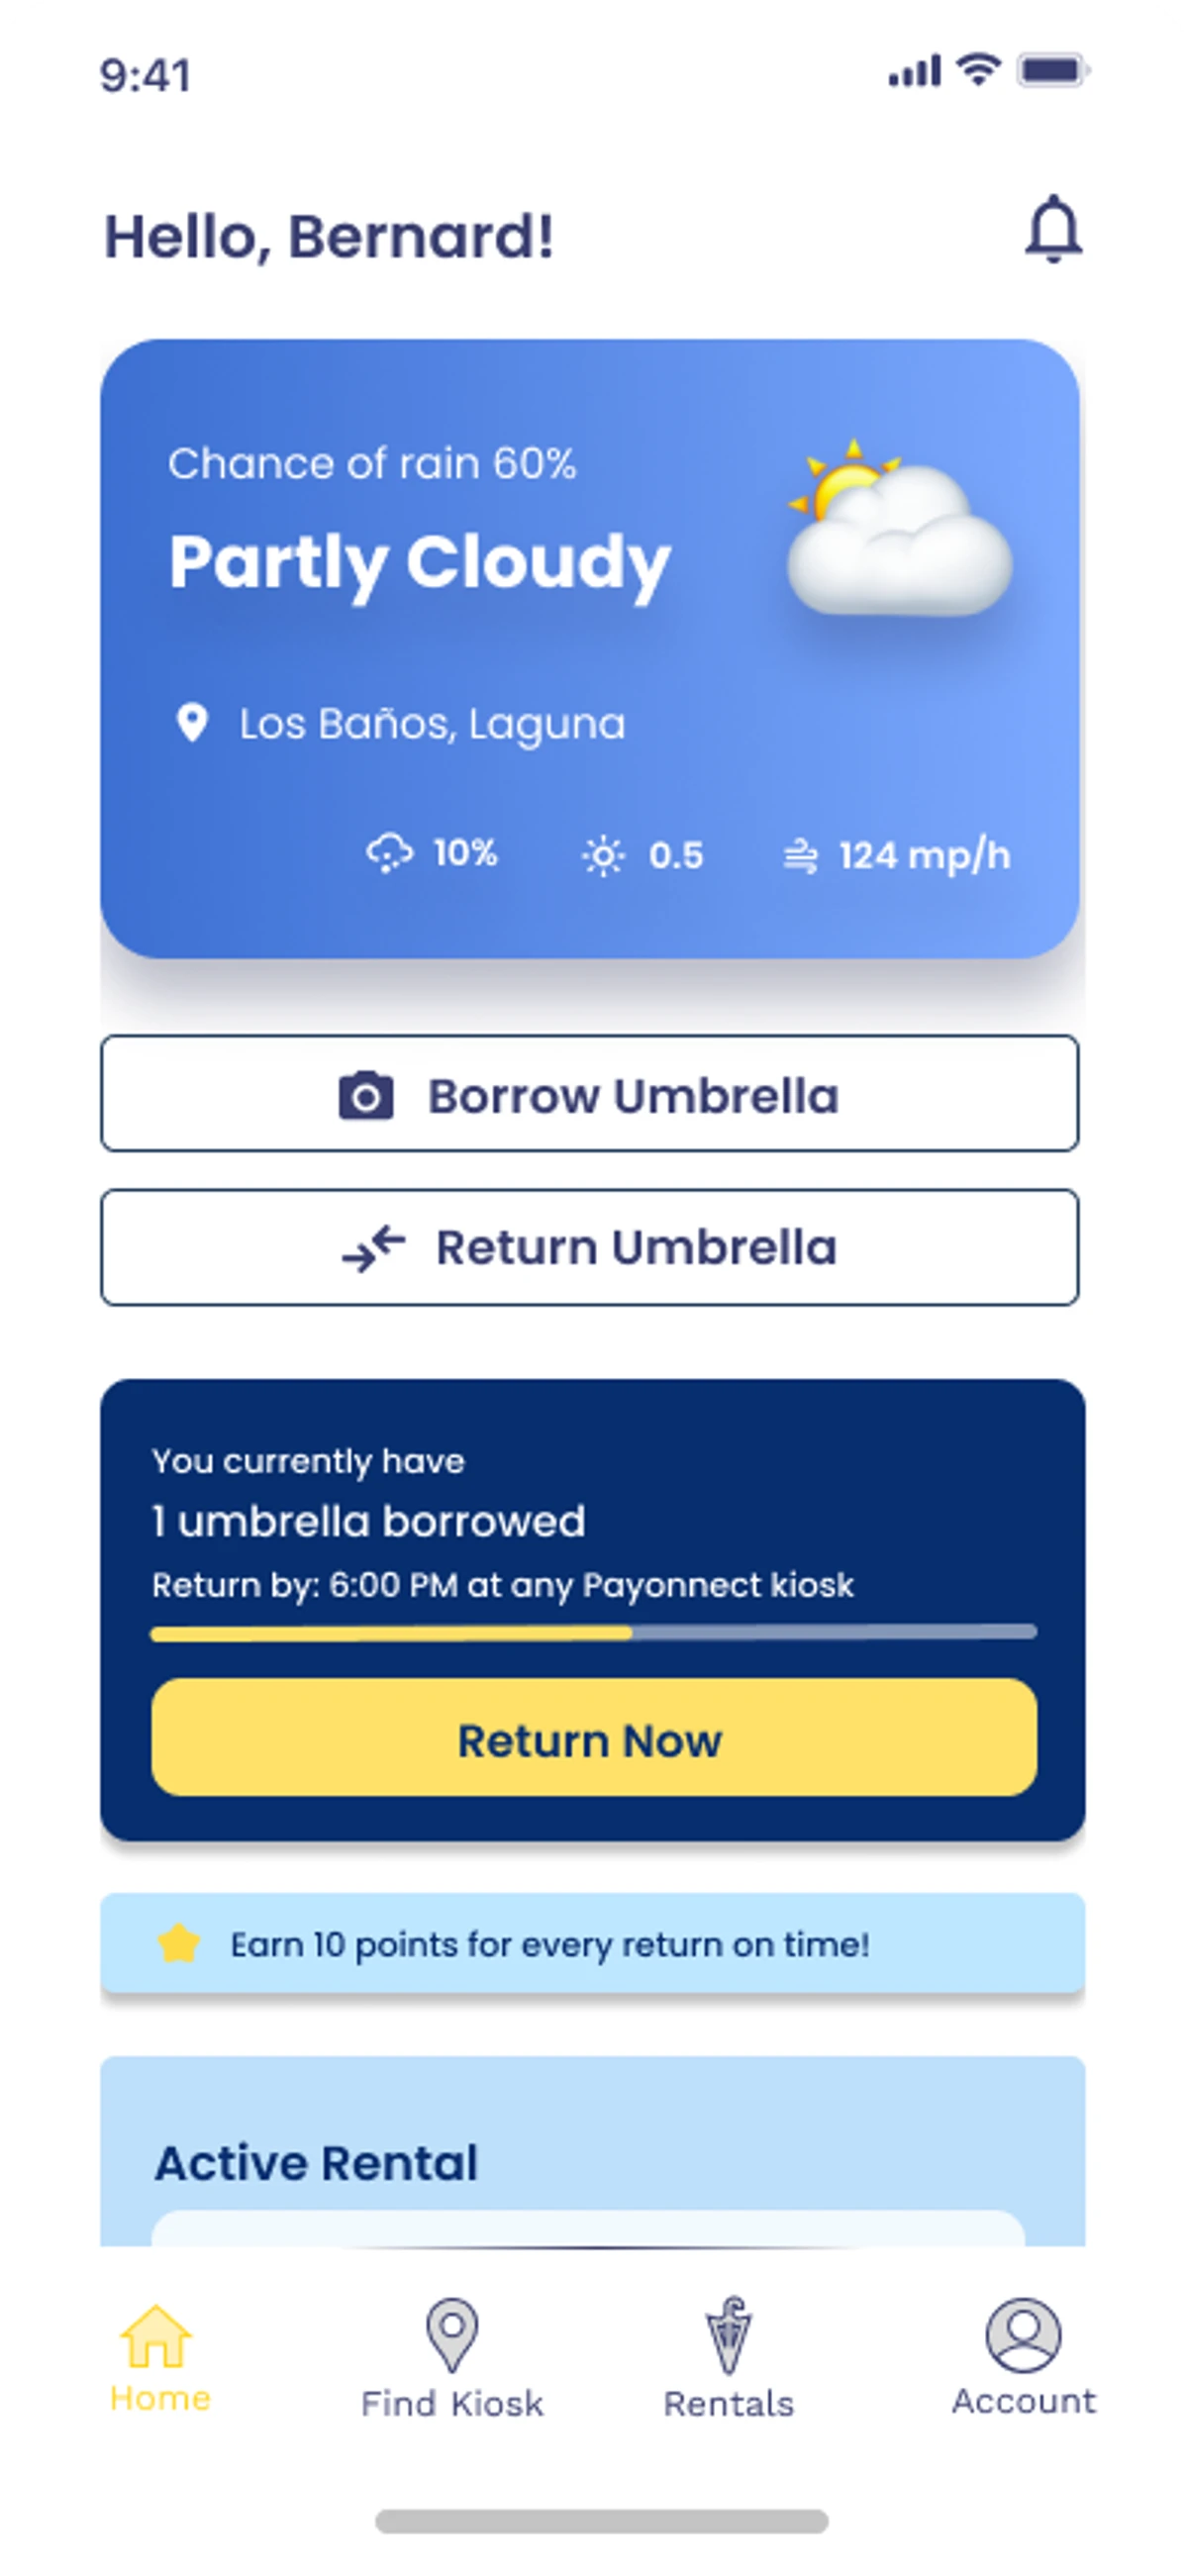 9:41
Hello, Bernard!
Chance of rain 60%
Partly Cloudy
Los Baños, Laguna
10% 0.5 124 mp/h
Borrow Umbrella
Return Umbrella
You currently have
1 umbrella borrowed
Return by: 6:00 PM at any Payonnect kiosk
Return Now
Earn 10 points for every return on time!
Active Rental
Home Find Kiosk Rentals Account